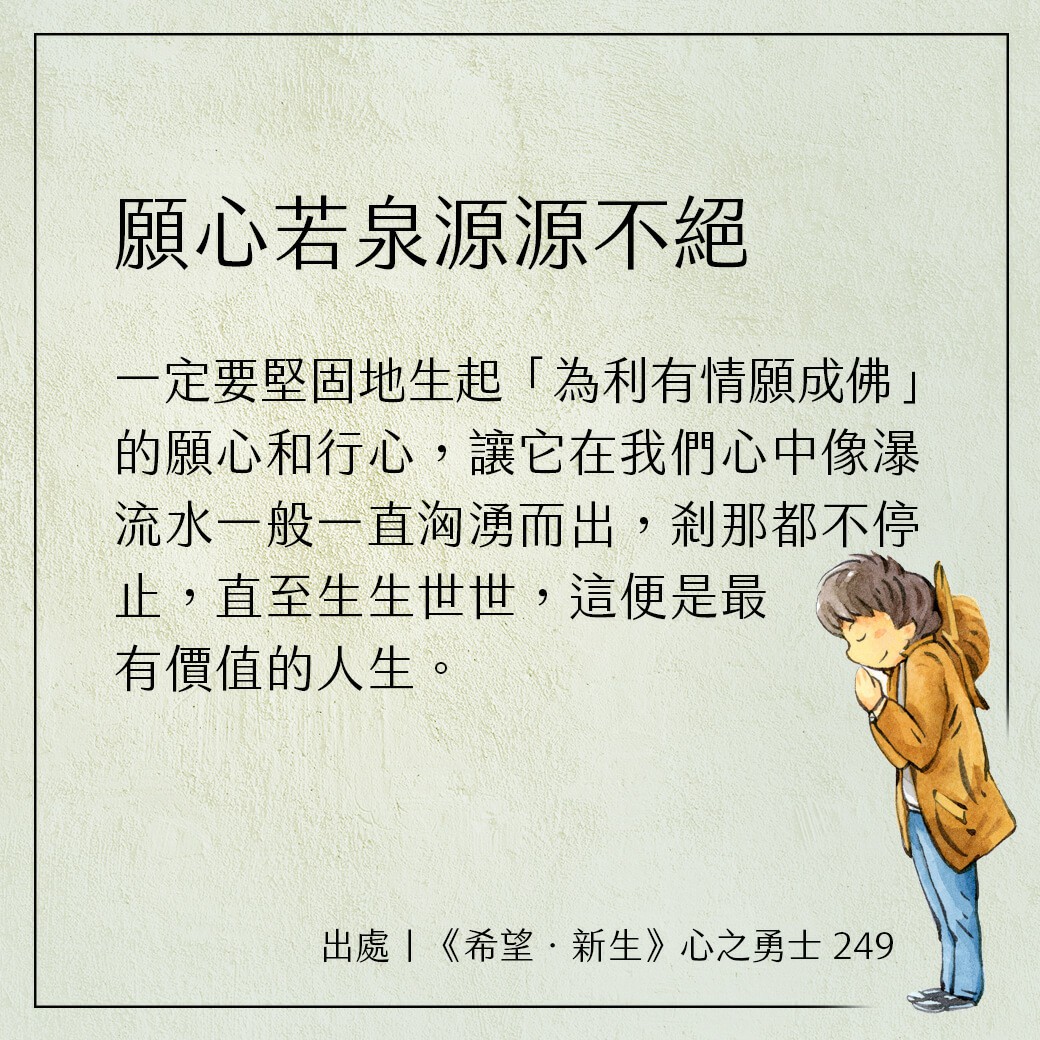 願心若泉源源不絕
一定要堅固地生起「為利有情願成佛」
的願心和行心，讓它在我們心中像瀑
流水一般一直洶湧而出，剎那都不停
止，直至生生世世，這便是最
有價值的人生。
出處｜《希望．新生》心之勇士 249